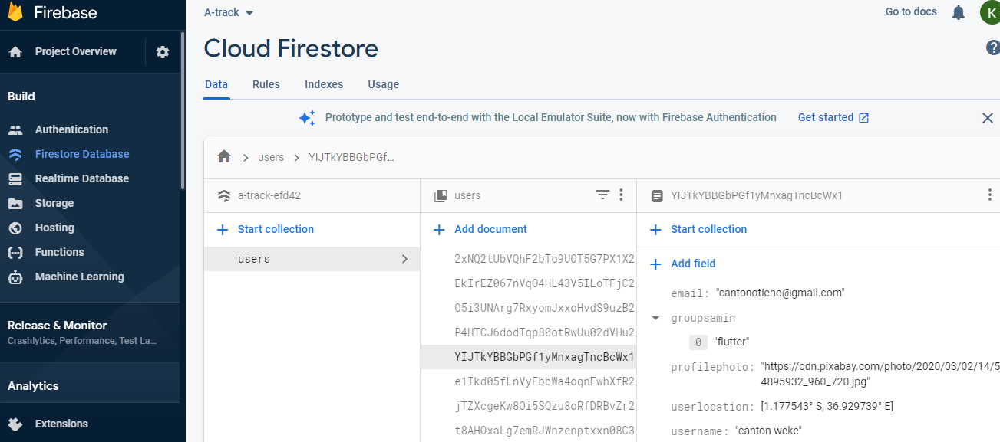 Firebase
Project Overview
Build
Authentication
Firestore Database
Realtime Database
Storage
Hosting
Functions
Machine Learning
Release & Monitor
Crashlytics, Performance, Test La...
Analytics
Extensions
A-track
Go to docs
K
Cloud Firestore
?
Data Rules Indexes Usage
Prototype and test end-to-end with the Local Emulator Suite, now with Firebase Authentication Get started
users YIJTkYBBGbPGf...
a-track-efd42
Start collection
users
users
Add document
2xNQ2tUbVQhF2bTo9UOT5G7PX1X2
EkIrEZ067nVqO4HL43V5ILoTFjC2
O5i3UNArg7RxyomJxxoHvdS9uzB2
P4HTCJ6dodTqp80otRwUu02dVHu2
YIJTkYBBGbPGf1yMnxagTncBcWx1
e1Ikd05fLnVyFbbWa4oqnFwhXfR2
jTZXcgeKw8Oi5SQzu8oRfDRBvZr2
t8AHOxaLg7emRJWnzenptxxn08C3
YIJTkYBBGbPGf1yMnxagTncBcWx1
Start collection
Add field
email: "cantonotieno@gmail.com"
groupsamin
0 "flutter"
profilephoto: "https://cdn.pixabay.com/photo/2020/03/02/14/5
4895932_960_720.jpg"
userlocation: [1.177543° S, 36.929739° E]
username: "canton weke"